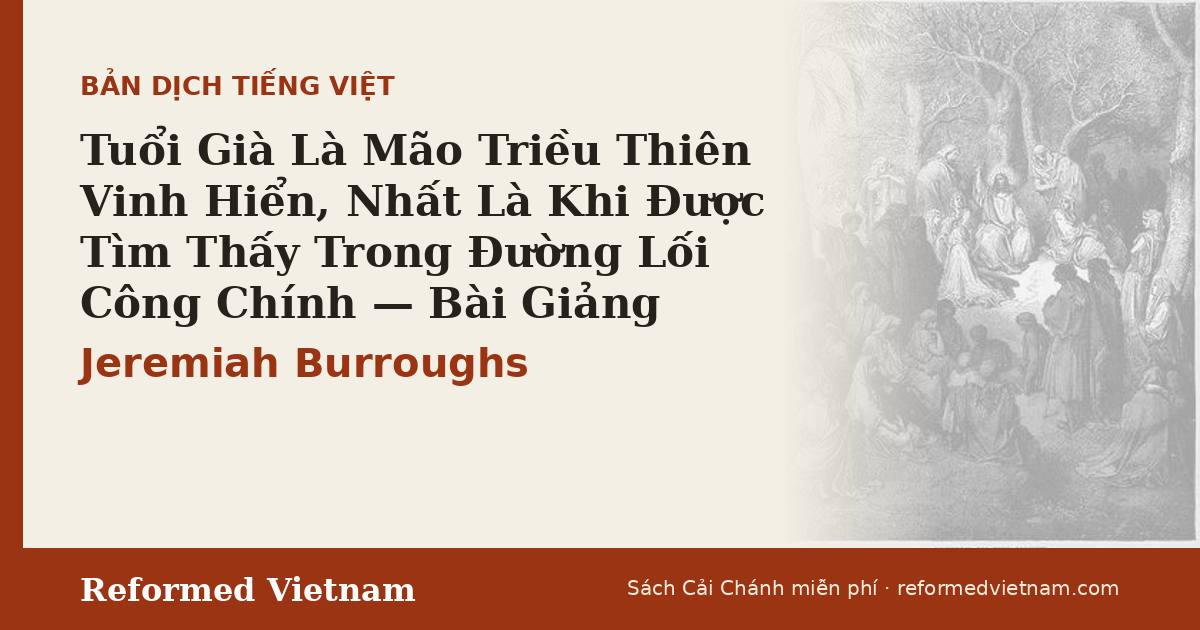 BẢN DỊCH TIẾNG VIỆT
Tuổi Già Là Mão Triều Thiên
Vinh Hiển, Nhất Là Khi Được
Tìm Thấy Trong Đường Lối
Công Chính — Bài Giảng
Jeremiah Burroughs
Reformed Vietnam
Sách Cải Chánh miễn phí · reformedvietnam.com